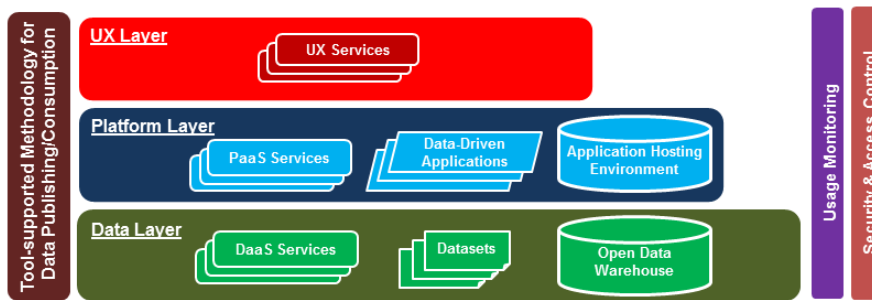 Tool-supported Methodology for
Data Publishing/Consumption
UX Layer
UX Services
Platform Layer
PaaS Services
Data-Driven
Applications
Application Hosting
Environment
Data Layer
DaaS Services
Datasets
Open Data
Warehouse
Usage Monitoring
Security & Access Control